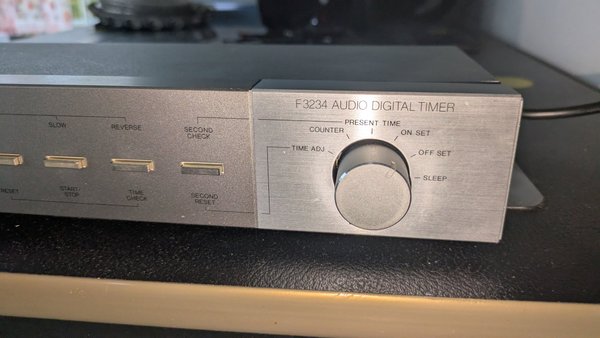 F3234 AUDIO DIGITAL TIMER
SLOW
REVERSE
SECOND
CHECK
PRESENT TIME
COUNTER
ON SET
TIME ADJ
OFF SET
SLEEP
RESET
START/
STOP
TIME
CHECK
SECOND
RESET